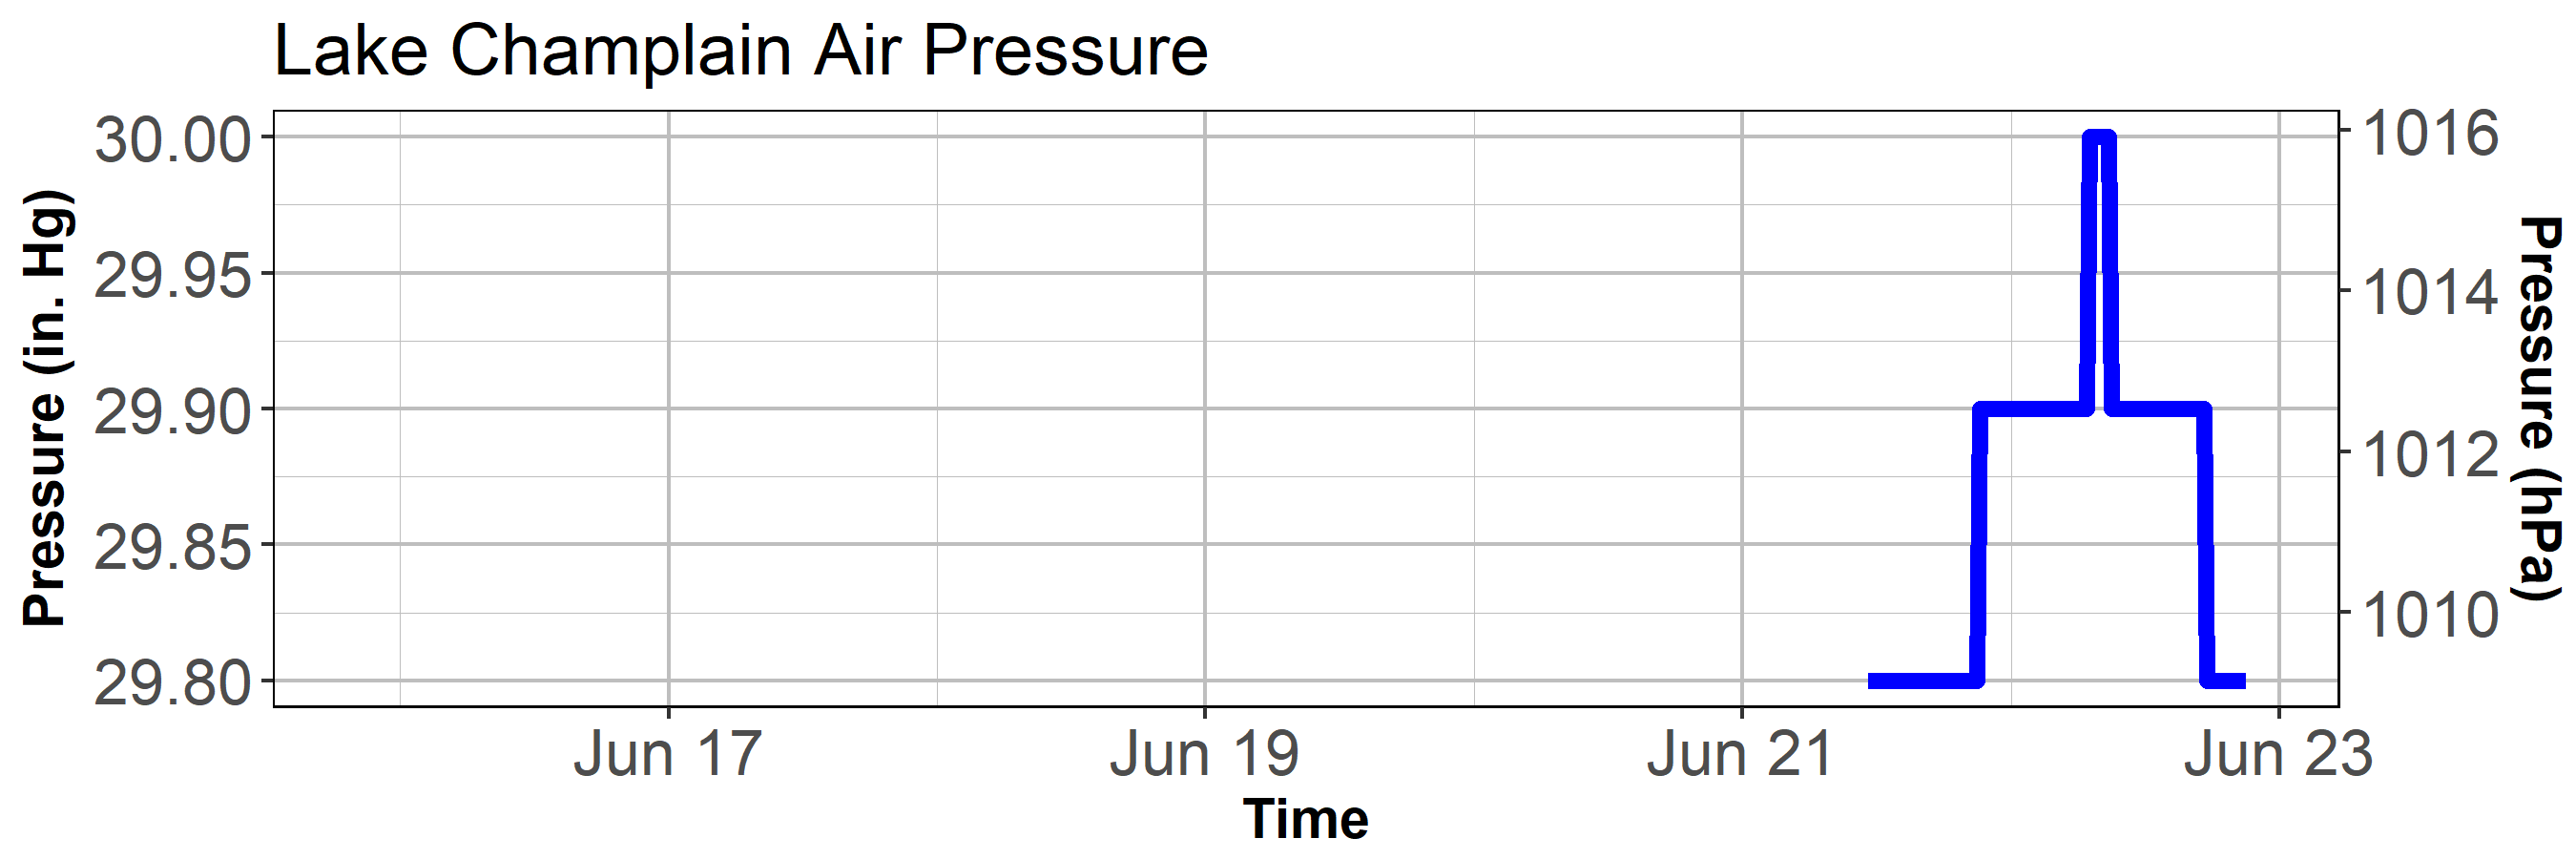 Lake Champlain Air Pressure
Pressure (in. Hg)
30.00
29.95
29.90
29.85
29.80
1016
1014
1012
1010
Pressure (hPa)
Jun 17
Jun 19
Jun 21
Jun 23
Time